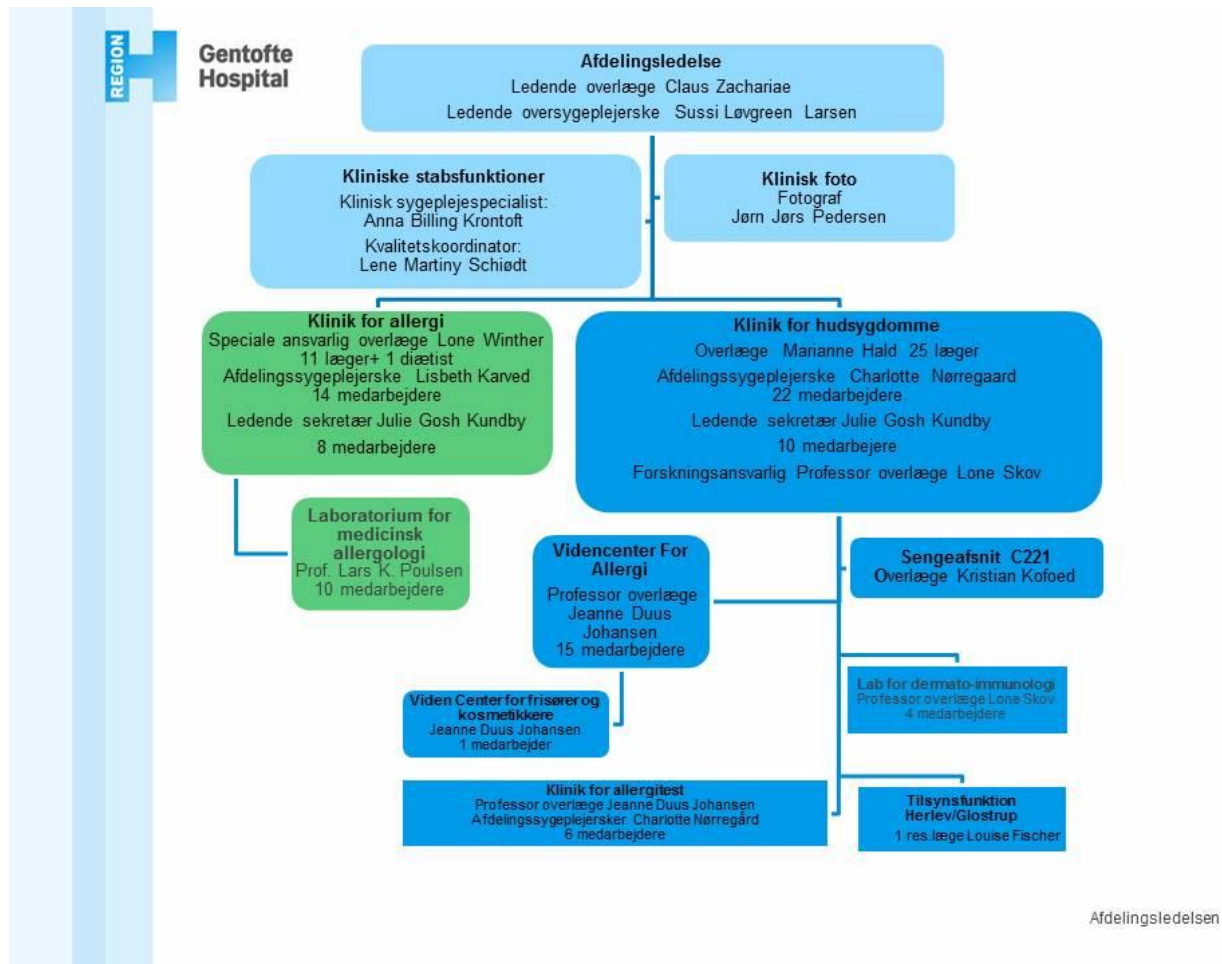 REGION
Gentofte
Hospital
Afdelingsledelse
Ledende overlæge Claus Zachariae
Ledende oversygeplejerske Sussi Løvgreen Larsen
Kliniske stabsfunktioner
Klinisk sygeplejespecialist:
Anna Billing Krontoft
Kvalitetskoordinator:
Lene Martiny Schiødt
Klinisk foto
Fotograf
Jørn Jørs Pedersen
Klinik for allergi
Speciale ansvarlig overlæge Lone Winther
11 læger+ 1 diætist
Afdelingssygeplejerske Lisbeth Karved
14 medarbejdere
Ledende sekretær Julie Gosh Kundby
8 medarbejdere
Klinik for hudsygdomme
Overlæge Marianne Hald 25 læger
Afdelingssygeplejerske Charlotte Nørregaard
22 medarbejdere
Ledende sekretær Julie Gosh Kundby
10 medarbejere
Forskningsansvarlig Professor overlæge Lone Skov
Laboratorium for
medicinsk
allergologi
Prof. Lars K. Poulsen
10 medarbejdere
Videncenter For
Allergi
Professor overlæge
Jeanne Duus
Johansen
15 medarbejdere
Sengeafsnit C221
Overlæge Kristian Kofoed
Viden Center for frisører og
kosmetikkere
Jeanne Duus Johansen
1 medarbejder
Lab for dermato-immunologi
Professor overlæge Lone Skov
4 medarbejdere
Klinik for allergitest
Professor overlæge Jeanne Duus Johansen
Afdelingssygeplejersker. Charlotte Nørregård
6 medarbejdere
Tilsynsfunktion
Herlev/Glostrup
1 res.læge Louise Fischer
Afdelingsledelsen